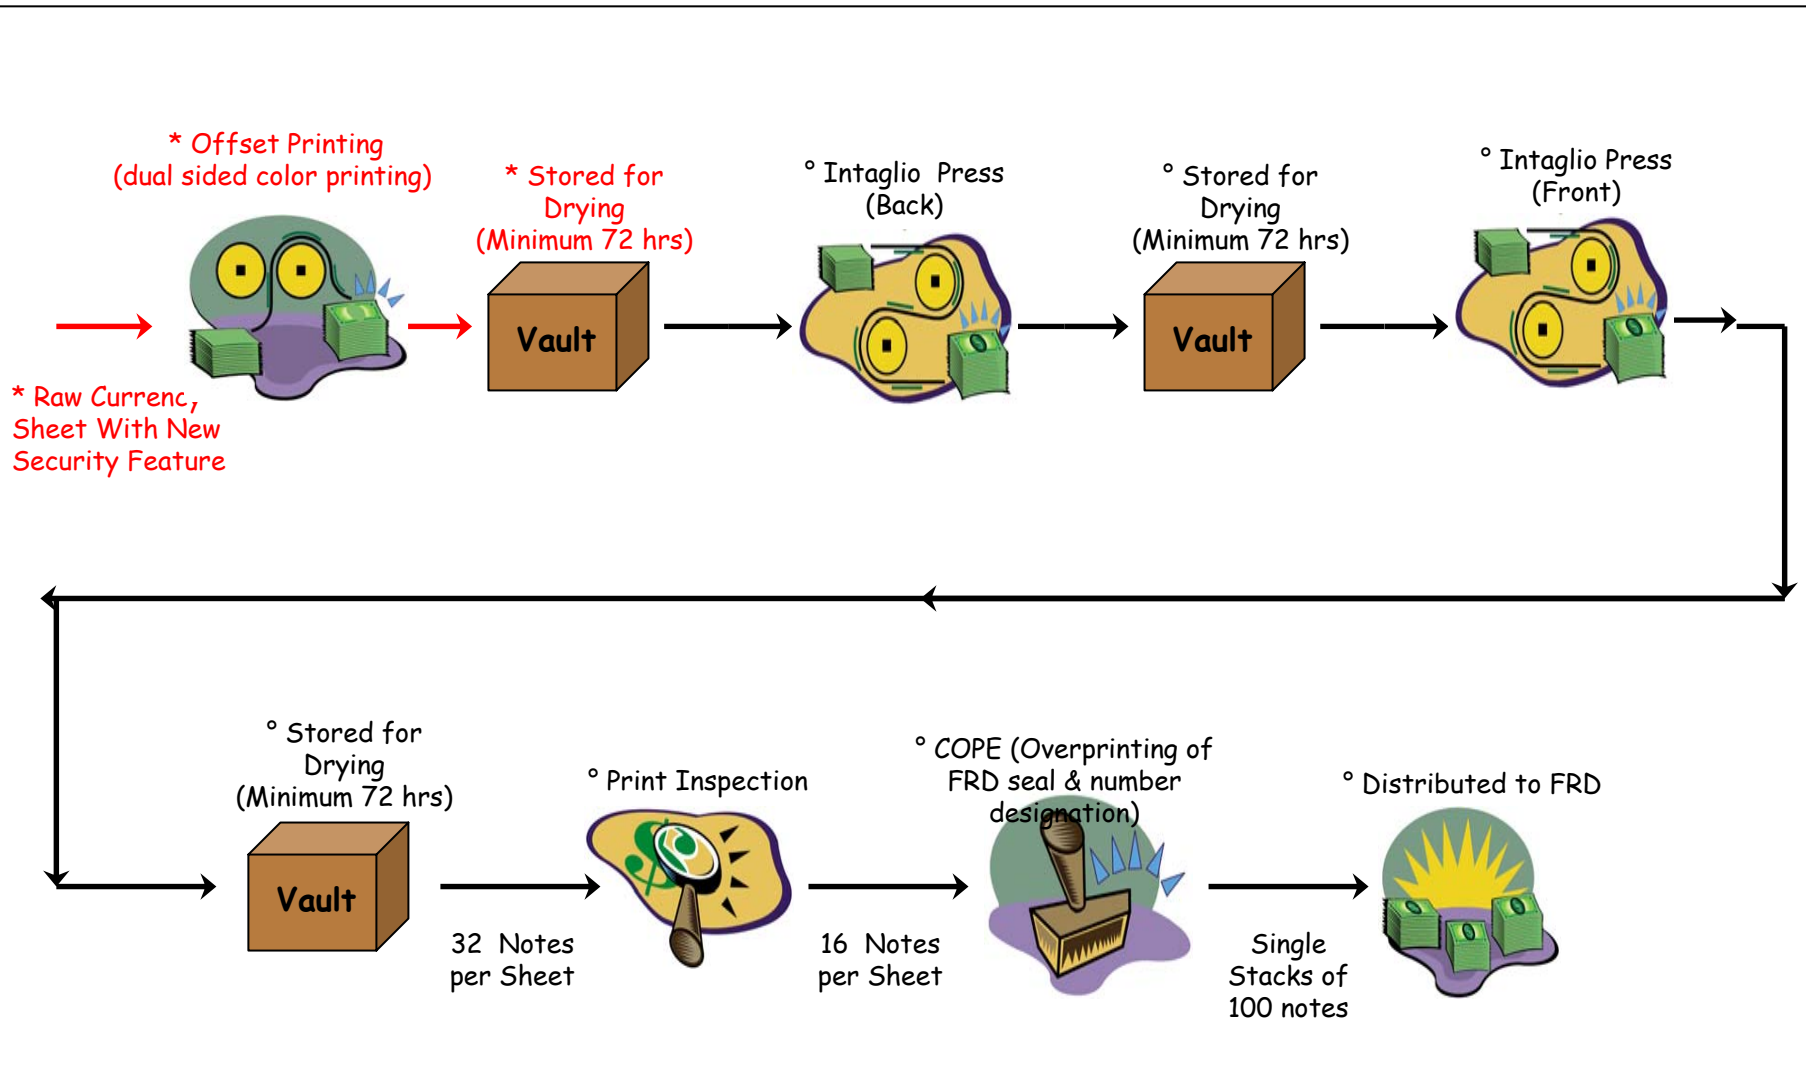 * Offset Printing
(dual sided color printing)
* Stored for
Drying
(Minimum 72 hrs)
° Intaglio Press
(Back)
° Stored for
Drying
(Minimum 72 hrs)
° Intaglio Press
(Front)
Vault
Vault
* Raw Currenc,
Sheet With New
Security Feature
° Stored for
Drying
(Minimum 72 hrs)
° Print Inspection
° COPE (Overprinting of
FRD seal & number
designation)
° Distributed to FRD
Vault
32 Notes
per Sheet
16 Notes
per Sheet
Single
Stacks of
100 notes